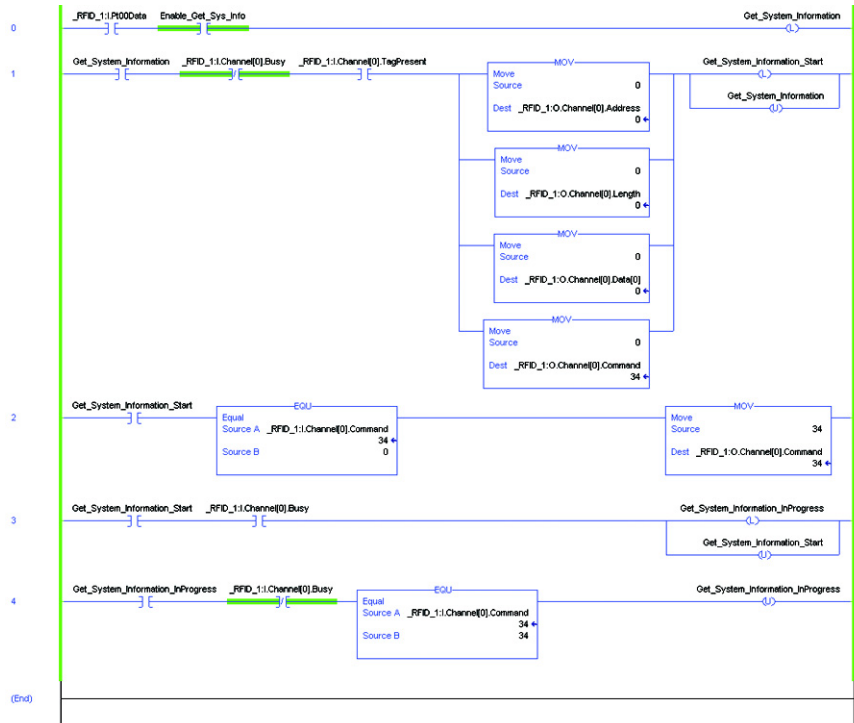 _RFID_1:I.Pt00Data Enable_Get_Sys_Info Get_System_Information
0
Get_System_Information _RFID_1:I.Channel[0].Busy _RFID_1:I.Channel[0].TagPresent MOV Get_System_Information_Start
1
Move
Source 0
Dest _RFID_1:O.Channel[0].Address
0
Get_System_Information
MOV
Move
Source 0
Dest _RFID_1:O.Channel[0].Length
0
MOV
Move
Source 0
Dest _RFID_1:O.Channel[0].Data[0]
0
MOV
Move
Source 0
Dest _RFID_1:O.Channel[0].Command
34
Get_System_Information_Start EQU MOV
2
Equal
Source A _RFID_1:I.Channel[0].Command
34
Source B 0
Move
Source 34
Dest _RFID_1:O.Channel[0].Command
34
Get_System_Information_Start _RFID_1:I.Channel[0].Busy Get_System_Information_InProgress
3
Get_System_Information_Start
Get_System_Information_InProgress _RFID_1:I.Channel[0].Busy EQU Get_System_Information_InProgress
4
Equal
Source A _RFID_1:I.Channel[0].Command
34
Source B 34
(End)
L
L
U
L
U
U